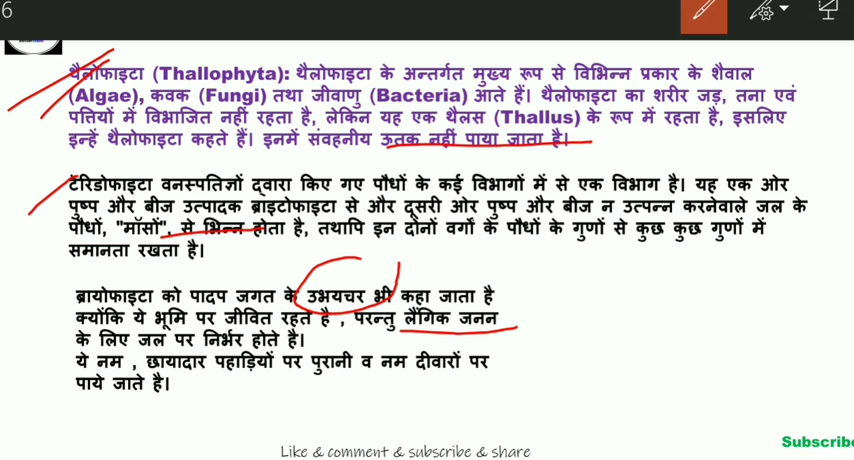 6
थैलोफाइटा (Thallophyta): थैलोफाइटा के अन्तर्गत मुख्य रूप से विभिन्न प्रकार के शैवाल
(Algae), कवक (Fungi) तथा जीवाणु (Bacteria) आते हैं। थैलोफाइटा का शरीर जड़, तना एवं
पत्तियों में विभाजित नहीं रहता है, लेकिन यह एक थैलस (Thallus) के रूप में रहता है, इसलिए
इन्हें थैलोफाइटा कहते हैं। इनमें संवहनीय ऊतक नहीं पाया जाता है।
टेरिडोफाइटा वनस्पतिज्ञों द्वारा किए गए पौधों के कई विभागों में से एक विभाग है। यह एक ओर
पुष्प और बीज उत्पादक ब्राइटोफाइटा से और दूसरी ओर पुष्प और बीज न उत्पन्न करनेवाले जल के
पौधों, "मॉसों", से भिन्न होता है, तथापि इन दोनों वर्गों के पौधों के गुणों से कुछ कुछ गुणों में
समानता रखता है।
ब्रायोफाइटा को पादप जगत के उभयचर भी कहा जाता है
क्योंकि ये भूमि पर जीवित रहते है , परन्तु लैंगिक जनन
के लिए जल पर निर्भर होते है।
ये नम , छायादार पहाड़ियों पर पुरानी व नम दीवारों पर
पाये जाते है।
Subscribe
Like & comment & subscribe & share